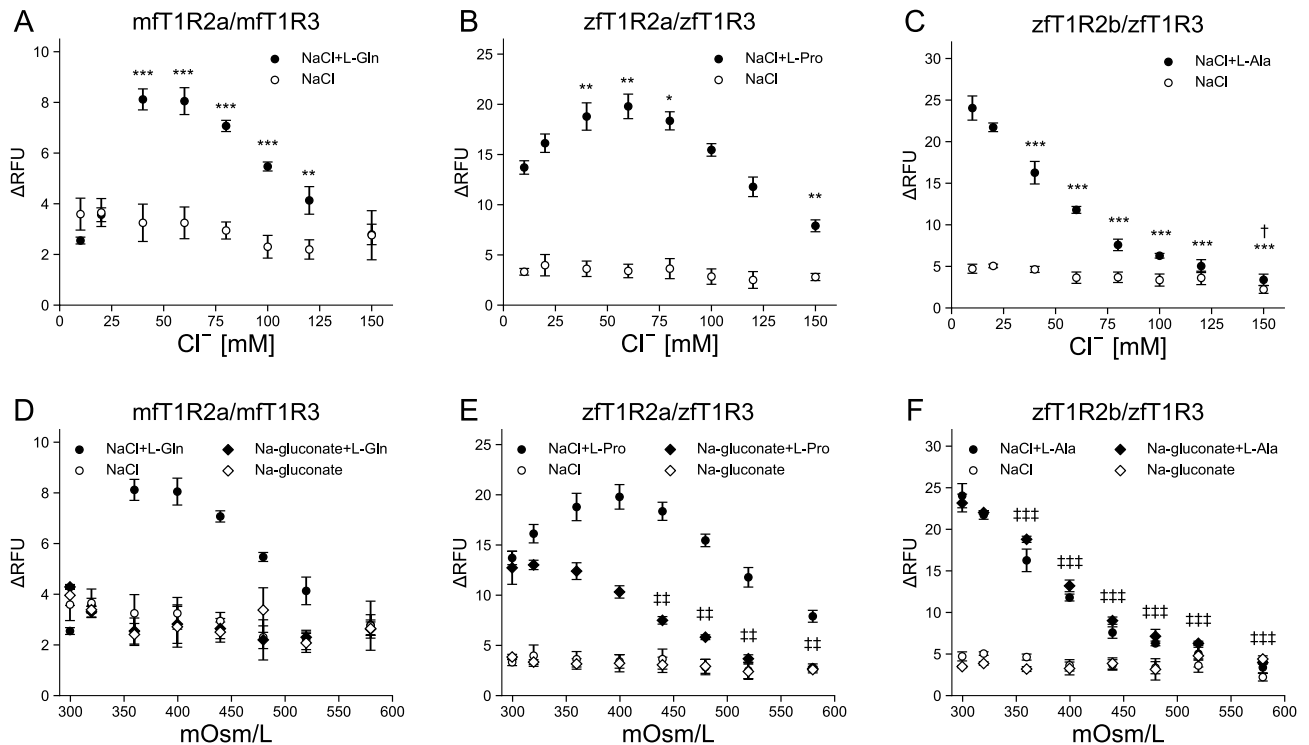 A
mfT1R2a/mfT1R3
NaCl+L-Gln
NaCl
ΔRFU
10
8
6
4
2
0
***
***
***
***
**
0
25
50
75
100
125
150
Cl⁻ [mM]
B
zfT1R2a/zfT1R3
NaCl+L-Pro
NaCl
ΔRFU
25
20
15
10
5
0
**
**
*
**
0
25
50
75
100
125
150
Cl⁻ [mM]
C
zfT1R2b/zfT1R3
NaCl+L-Ala
NaCl
ΔRFU
30
25
20
15
10
5
0
***
***
***
***
***
†
***
0
25
50
75
100
125
150
Cl⁻ [mM]
D
mfT1R2a/mfT1R3
NaCl+L-Gln
NaCl
Na-gluconate+L-Gln
Na-gluconate
ΔRFU
10
8
6
4
2
0
300
350
400
450
500
550
600
mOsm/L
E
zfT1R2a/zfT1R3
NaCl+L-Pro
NaCl
Na-gluconate+L-Pro
Na-gluconate
ΔRFU
25
20
15
10
5
0
‡‡
‡‡
‡‡
‡‡
300
350
400
450
500
550
600
mOsm/L
F
zfT1R2b/zfT1R3
NaCl+L-Ala
NaCl
Na-gluconate+L-Ala
Na-gluconate
ΔRFU
30
25
20
15
10
5
0
‡‡‡
‡‡‡
‡‡‡
‡‡‡
‡‡‡
‡‡‡
300
350
400
450
500
550
600
mOsm/L